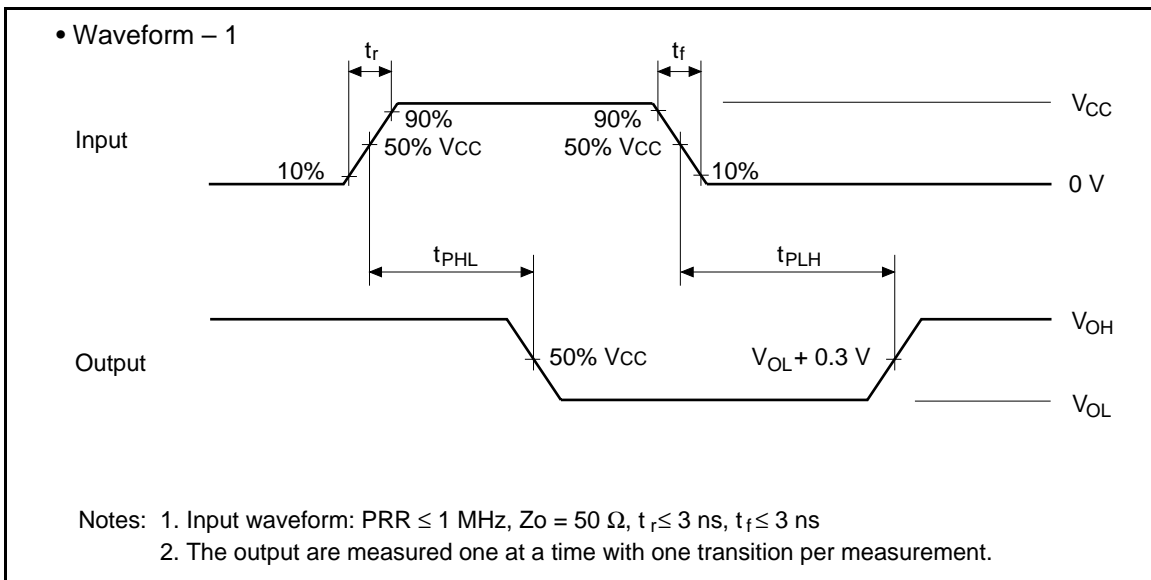 • Waveform – 1
tr
tf
Input
90%
90%
VCC
50% VCC
50% VCC
10%
10%
0 V
tPHL
tPLH
VOH
Output
50% VCC
VOL + 0.3 V
VOL
Notes: 1. Input waveform: PRR ≤ 1 MHz, Zo = 50 Ω, t r ≤ 3 ns, t f ≤ 3 ns
2. The output are measured one at a time with one transition per measurement.